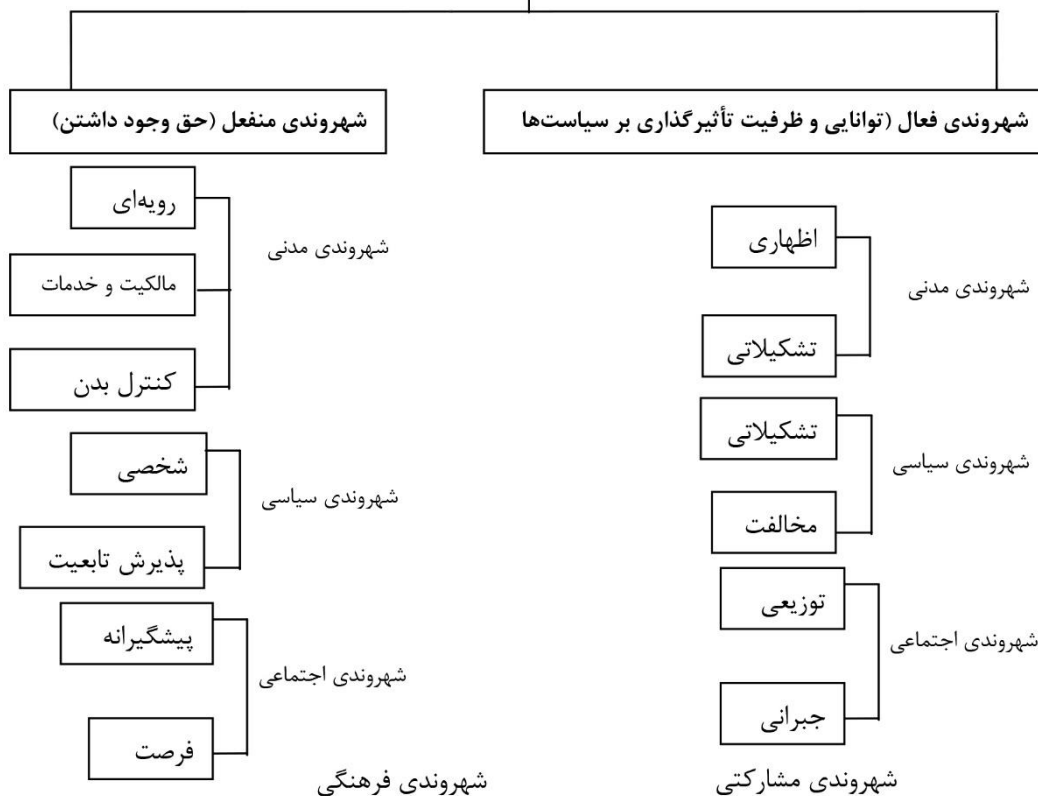 شهروندی فعال (توانایی و ظرفیت تأثیرگذاری بر سیاست‌ها
اظهاری
شهروندی مدنی
تشکیلاتی
تشکیلاتی
شهروندی سیاسی
مخالفت
توزیعی
شهروندی اجتماعی
جبرانی
شهروندی مشارکتی
شهروندی منفعل (حق وجود داشتن)
رویه‌ای
شهروندی مدنی
مالکیت و خدمات
کنترل بدن
شخصی
شهروندی سیاسی
پذیرش تابعیت
پیشگیرانه
شهروندی اجتماعی
فرصت
شهروندی فرهنگی